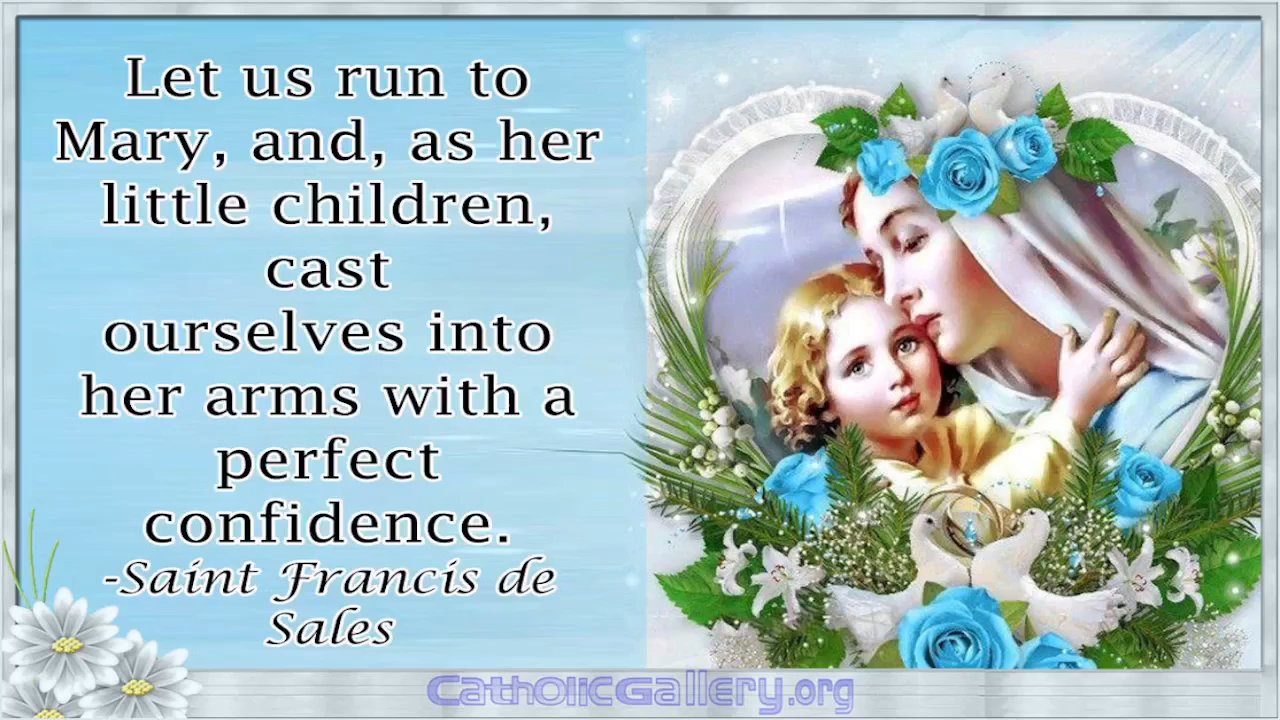 Let us run to
Mary, and, as her
little children,
cast
ourselves into
her arms with a
perfect
confidence.
-Saint Francis de
Sales
CatholicGallery.org